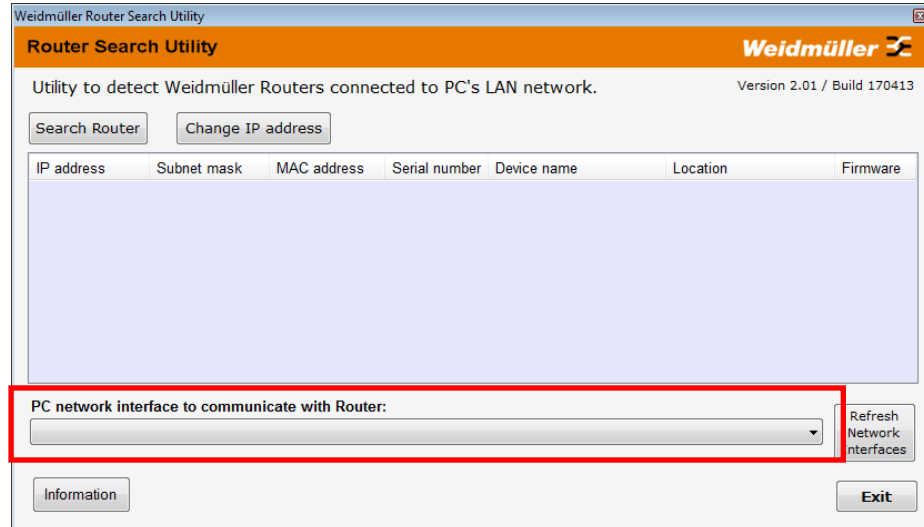 Weidmüller Router Search Utility
Router Search Utility
Weidmüller
Utility to detect Weidmüller Routers connected to PC's LAN network.
Version 2.01 / Build 170413
Search Router
Change IP address
IP address Subnet mask MAC address Serial number Device name Location Firmware
PC network interface to communicate with Router:
Refresh
Network
Interfaces
Information
Exit